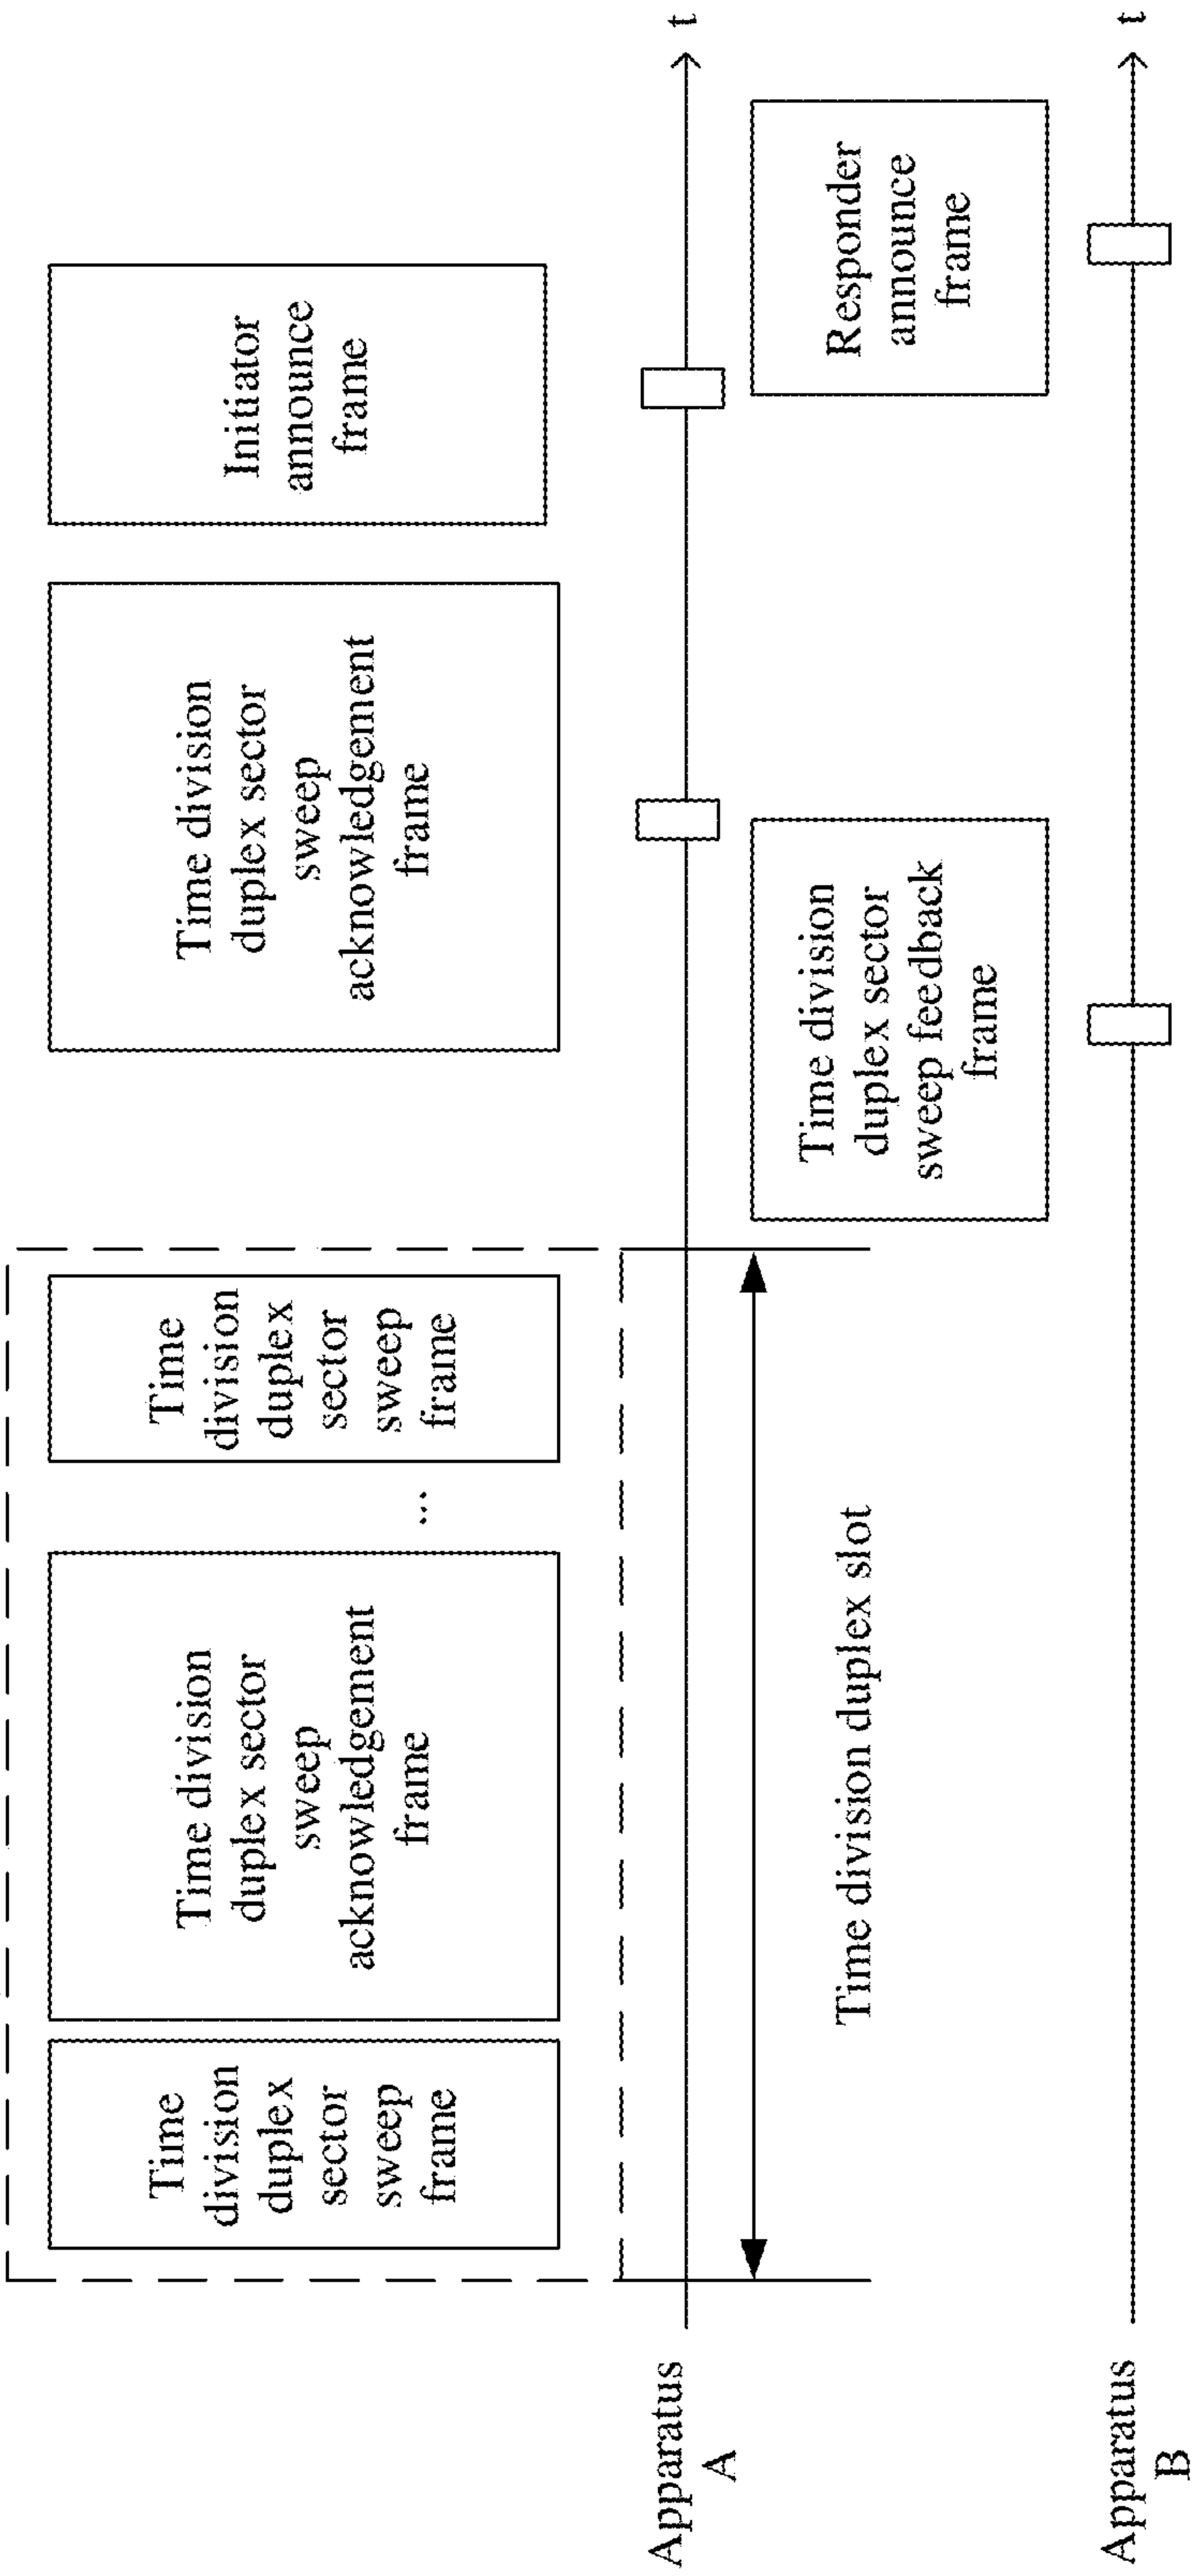 Time
division
duplex
sector
sweep
frame
Time division
duplex sector
sweep
acknowledgement
frame
...
Time
division
duplex
sector
sweep
frame
Time division
duplex sector
sweep
acknowledgement
frame
Initiator
announce
frame
Apparatus
A
t
Time division duplex slot
Time division
duplex sector
sweep feedback
frame
Responder
announce
frame
Apparatus
B
t